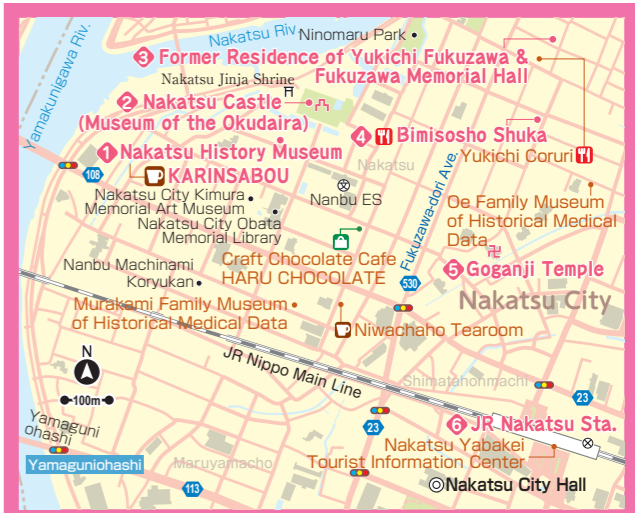 Nakatsu Riv.
Ninomaru Park
Yamakunigawa Riv.
3 Former Residence of Yukichi Fukuzawa &
Fukuzawa Memorial Hall
Nakatsu Jinja Shrine
2 Nakatsu Castle
(Museum of the Okudaira)
4 Bimisosho Shuka
1 Nakatsu History Museum
Nakatsu
Yukichi Coruri
108
KARINSABOU
Nakatsu City Kimura
Memorial Art Museum
Nanbu ES
Fukuzawa-dori Ave.
Oe Family Museum
of Historical Medical
Data
Nakatsu City Obata
Memorial Library
Craft Chocolate Cafe
HARU CHOCOLATE
Nanbu Machinami
Koryukan
5 Goganji Temple
530
Nakatsu City
Murakami Family Museum
of Historical Medical Data
Niwachaho Tearoom
N
100m
JR Nippo Main Line
Shimatahonmachi
23
Yamaguni
ohashi
23
6 JR Nakatsu Sta.
Nakatsu Yabakei
Tourist Information Center
Yamaguniohashi
Maruyamacho
Nakatsu City Hall
113